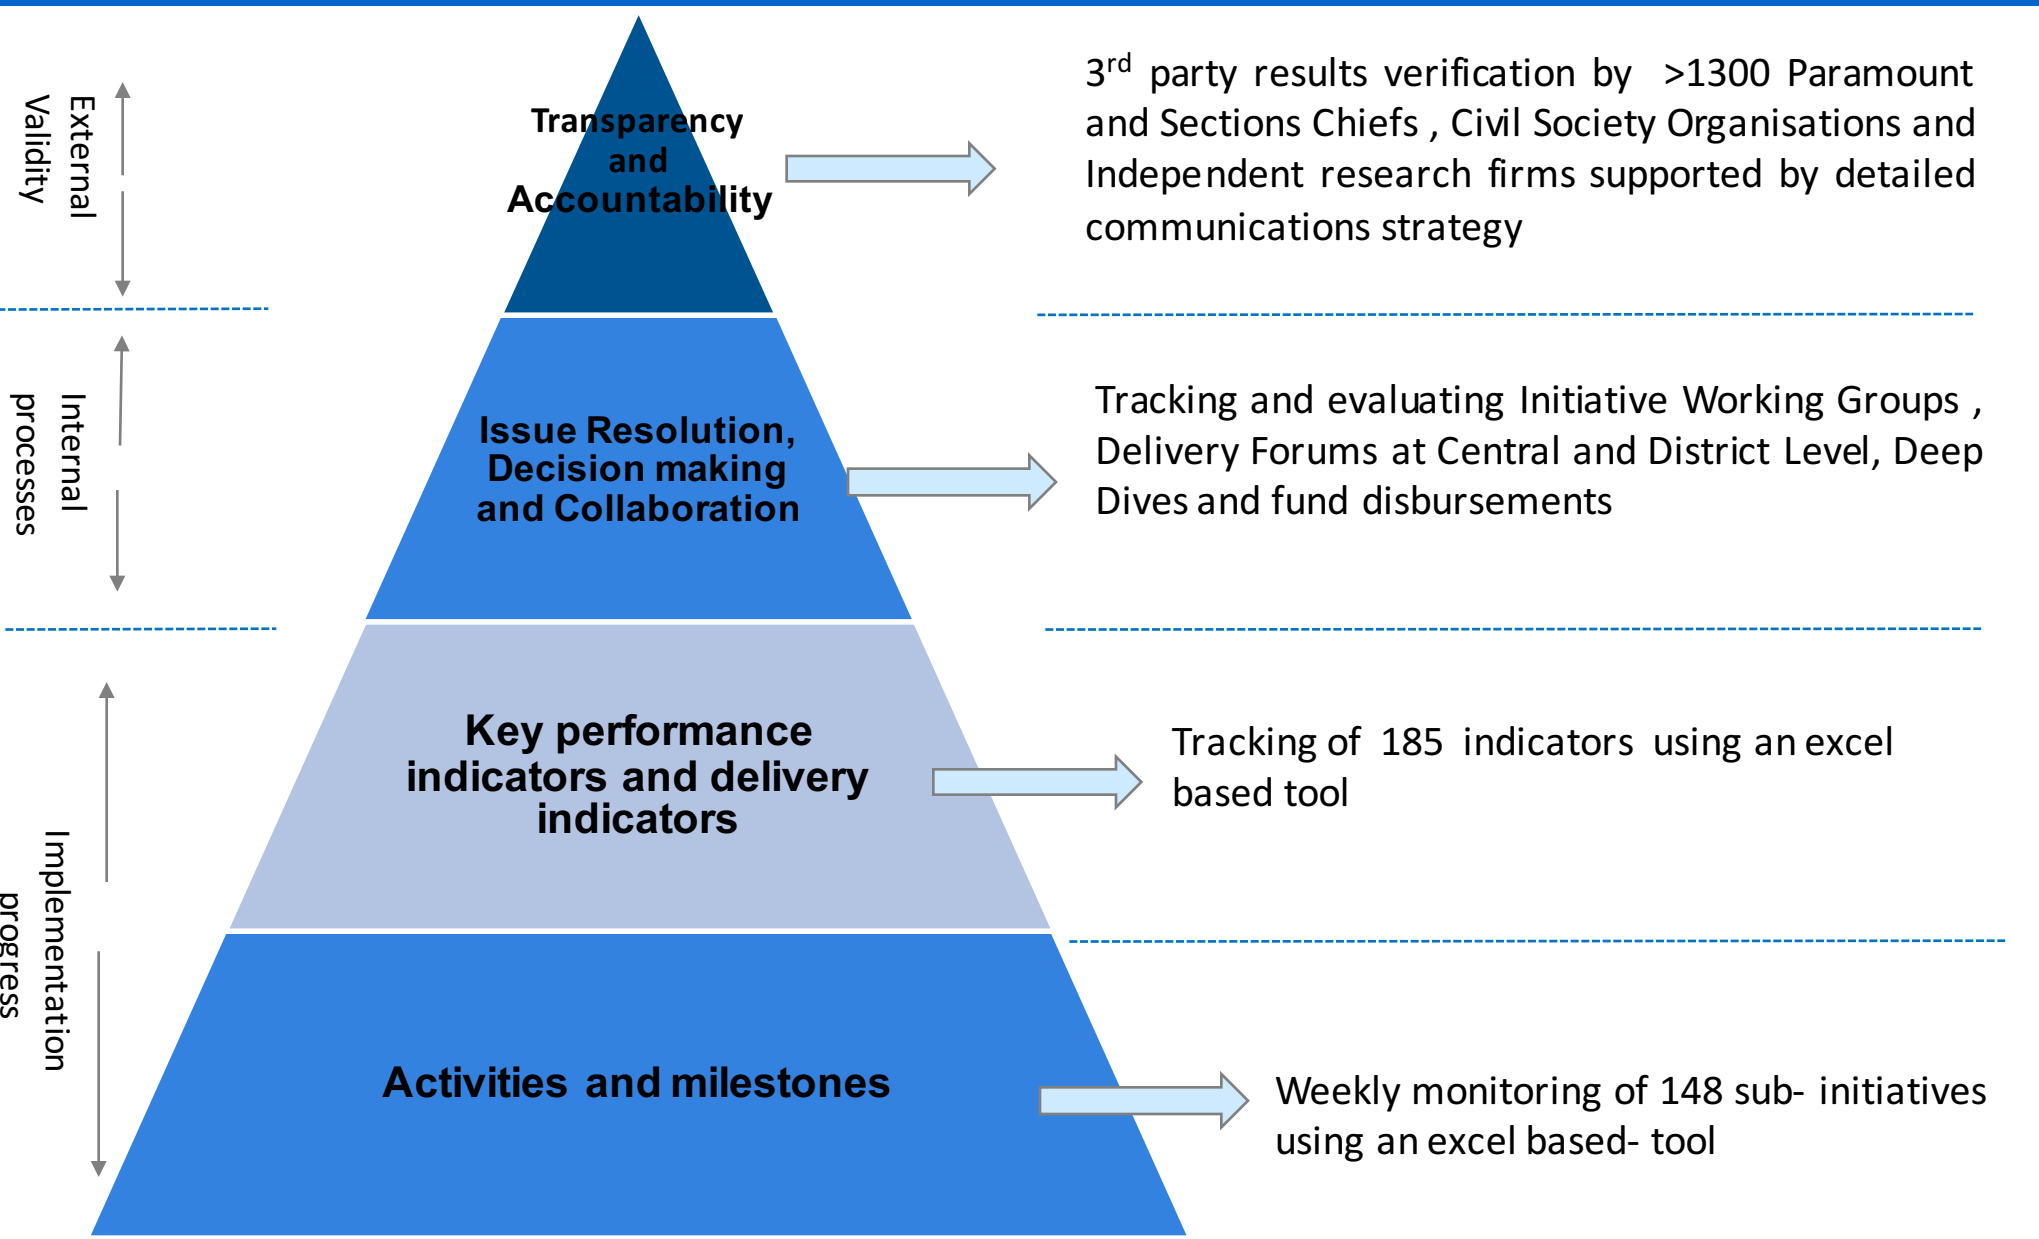 External
Validity
Transparency
and
Accountability
3rd party results verification by >1300 Paramount
and Sections Chiefs , Civil Society Organisations and
Independent research firms supported by detailed
communications strategy
Internal
processes
Issue Resolution,
Decision making
and Collaboration
Tracking and evaluating Initiative Working Groups ,
Delivery Forums at Central and District Level, Deep
Dives and fund disbursements
Implementation
progress
Key performance
indicators and delivery
indicators
Tracking of 185 indicators using an excel
based tool
Activities and milestones
Weekly monitoring of 148 sub- initiatives
using an excel based- tool